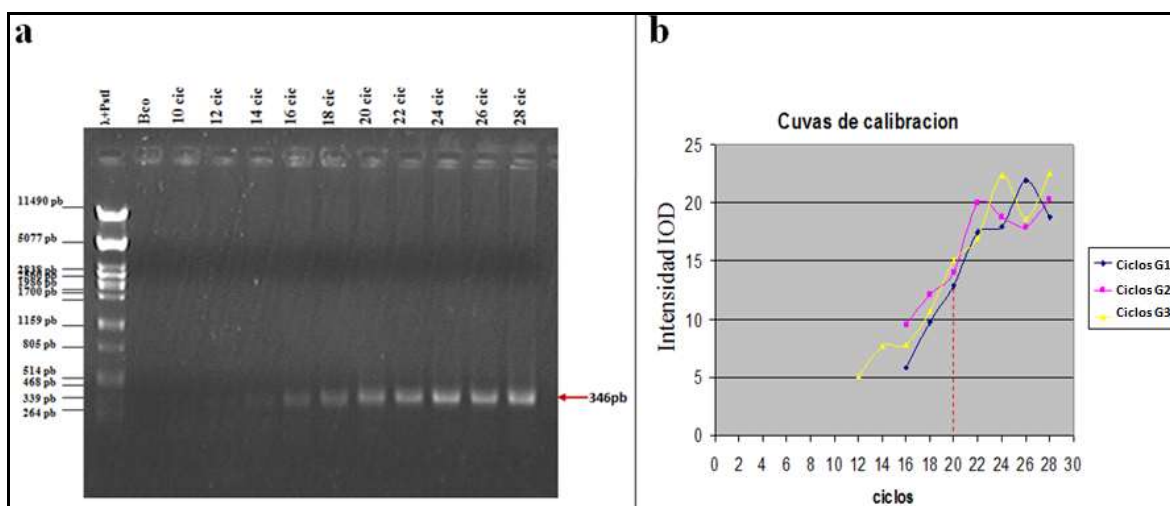 a
λ+PstI
Bco
10 cic
12 cic
14 cic
16 cic
18 cic
20 cic
22 cic
24 cic
26 cic
28 cic
11490 pb
5077 pb
1986 pb
1700 pb
1159 pb
805 pb
514 pb
468 pb
339 pb
264 pb
346pb
b
Cuvas de calibracion
Intensidad IOD
25
20
15
10
5
0
0 2 4 6 8 10 12 14 16 18 20 22 24 26 28 30
ciclos
Ciclos G1
Ciclos G2
Ciclos G3